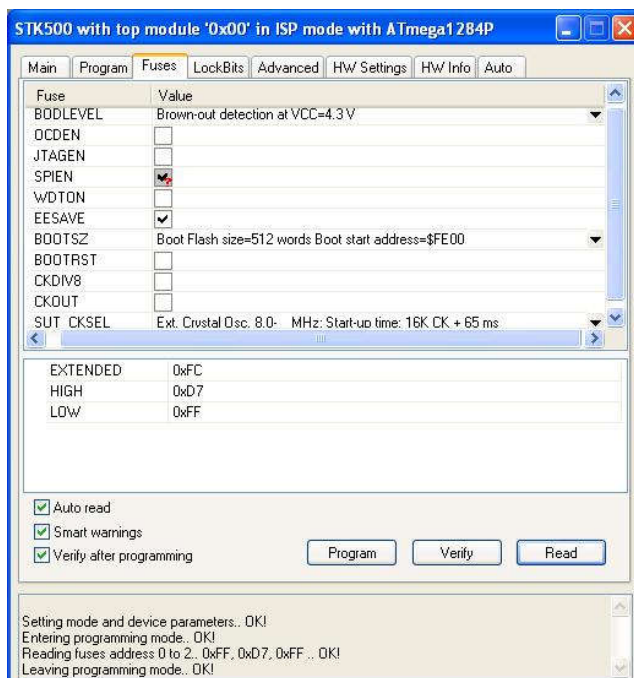 STK500 with top module '0x00' in ISP mode with ATmega1284P
Main Program Fuses LockBits Advanced HW Settings HW Info Auto
Fuse Value
BODLEVEL Brown-out detection at VCC=4.3 V
OCDEN
JTAGEN
SPIEN
WDTON
EESAVE
BOOTSZ Boot Flash size=512 words Boot start address=$FE00
BOOTRST
CKDIV8
CKOUT
SUT_CKSEL Ext. Crystal Osc. 8.0- MHz; Start-up time: 16K CK + 65 ms
EXTENDED 0xFC
HIGH 0xD7
LOW 0xFF
Auto read
Smart warnings
Verify after programming
Program Verify Read
Setting mode and device parameters.. OK!
Entering programming mode.. OK!
Reading fuses address 0 to 2.. 0xFF, 0xD7, 0xFF .. OK!
Leaving programming mode.. OK!